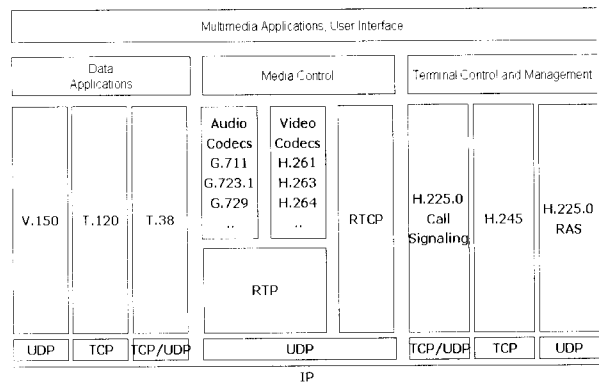 Multimedia Applications, User Interface
Data
Applications
Media Control
Terminal Control and Management
V.150
T.120
T.38
Audio
Codecs
G.711
G.723.1
G.729
..
Video
Codecs
H.261
H.263
H.264
..
RTCP
RTP
H.225.0
Call
Signaling
H.245
H.225.0
RAS
UDP
TCP
TCP/UDP
UDP
TCP/UDP
TCP
UDP
IP